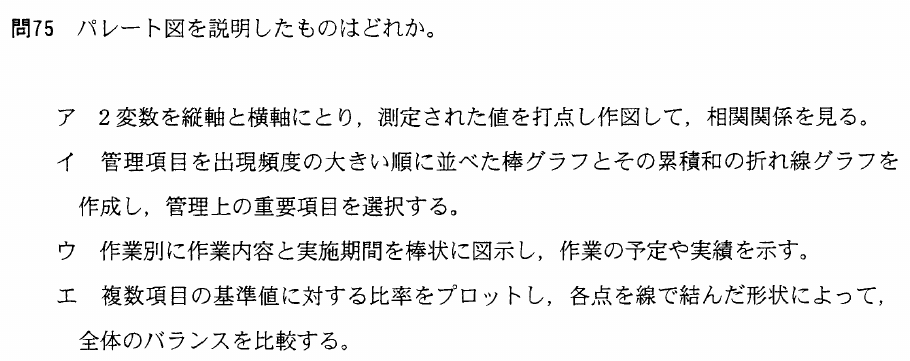 問75　パレート図を説明したものはどれか。
ア　2変数を縦軸と横軸にとり，測定された値を打点し作図して，相関関係を見る。
イ　管理項目を出現頻度の大きい順に並べた棒グラフとその累積和の折れ線グラフを
作成し，管理上の重要項目を選択する。
ウ　作業別に作業内容と実施期間を棒状に図示し，作業の予定や実績を示す。
エ　複数項目の基準値に対する比率をプロットし，各点を線で結んだ形状によって，
全体のバランスを比較する。